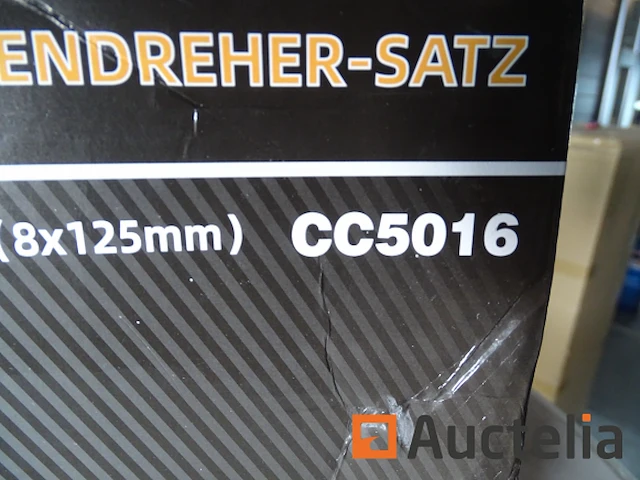 ENDREHER-SATZ
(8x125mm) CC5016
Auctelia